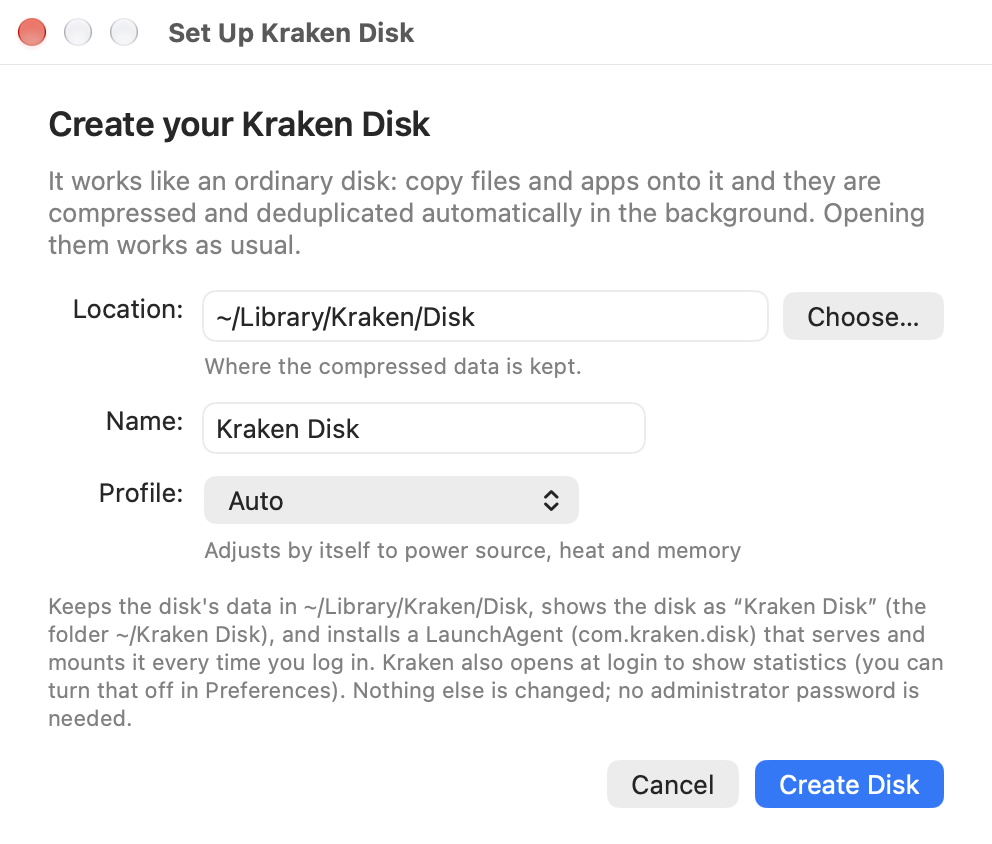 Set Up Kraken Disk
Create your Kraken Disk
It works like an ordinary disk: copy files and apps onto it and they are
compressed and deduplicated automatically in the background. Opening
them works as usual.
Location: ~/Library/Kraken/Disk Choose...
Where the compressed data is kept.
Name: Kraken Disk
Profile: Auto
Adjusts by itself to power source, heat and memory
Keeps the disk's data in ~/Library/Kraken/Disk, shows the disk as “Kraken Disk” (the
folder ~/Kraken Disk), and installs a LaunchAgent (com.kraken.disk) that serves and
mounts it every time you log in. Kraken also opens at login to show statistics (you can
turn that off in Preferences). Nothing else is changed; no administrator password is
needed.
Cancel Create Disk